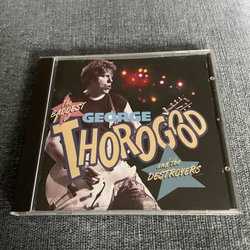 The
BADDEST of
GEORGE
THOROGOOD
and the
DESTROYERS